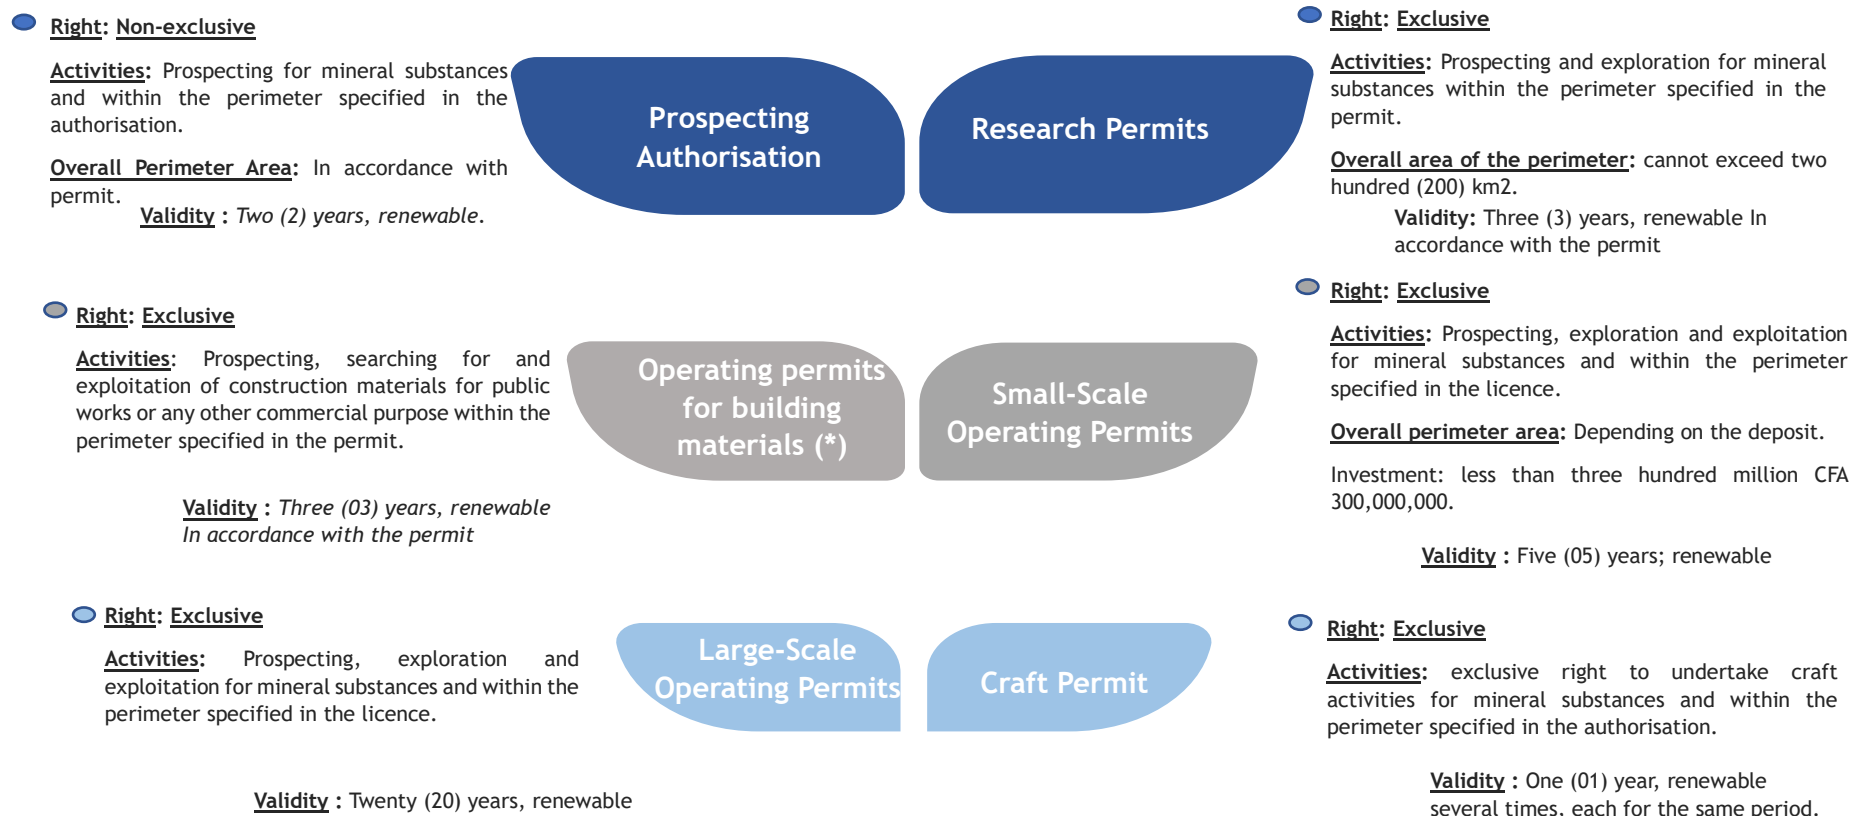 Right: Non-exclusive
Activities: Prospecting for mineral substances
and within the perimeter specified in the
authorisation.
Overall Perimeter Area: In accordance with
permit.
Validity : Two (2) years, renewable.
Prospecting
Authorisation
Research Permits
Right: Exclusive
Activities: Prospecting and exploration for mineral
substances within the perimeter specified in the
permit.
Overall area of the perimeter: cannot exceed two
hundred (200) km2.
Validity: Three (3) years, renewable In
accordance with the permit
Right: Exclusive
Activities: Prospecting, searching for and
exploitation of construction materials for public
works or any other commercial purpose within the
perimeter specified in the permit.
Validity : Three (03) years, renewable
In accordance with the permit
Operating permits
for building
materials (*)
Small-Scale
Operating Permits
Right: Exclusive
Activities: Prospecting, exploration and exploitation
for mineral substances and within the perimeter
specified in the licence.
Overall perimeter area: Depending on the deposit.
Investment: less than three hundred million CFA
300,000,000.
Validity : Five (05) years; renewable
Right: Exclusive
Activities: Prospecting, exploration and
exploitation for mineral substances and within the
perimeter specified in the licence.
Validity : Twenty (20) years, renewable
Large-Scale
Operating Permits
Craft Permit
Right: Exclusive
Activities: exclusive right to undertake craft
activities for mineral substances and within the
perimeter specified in the authorisation.
Validity : One (01) year, renewable
several times, each for the same period.